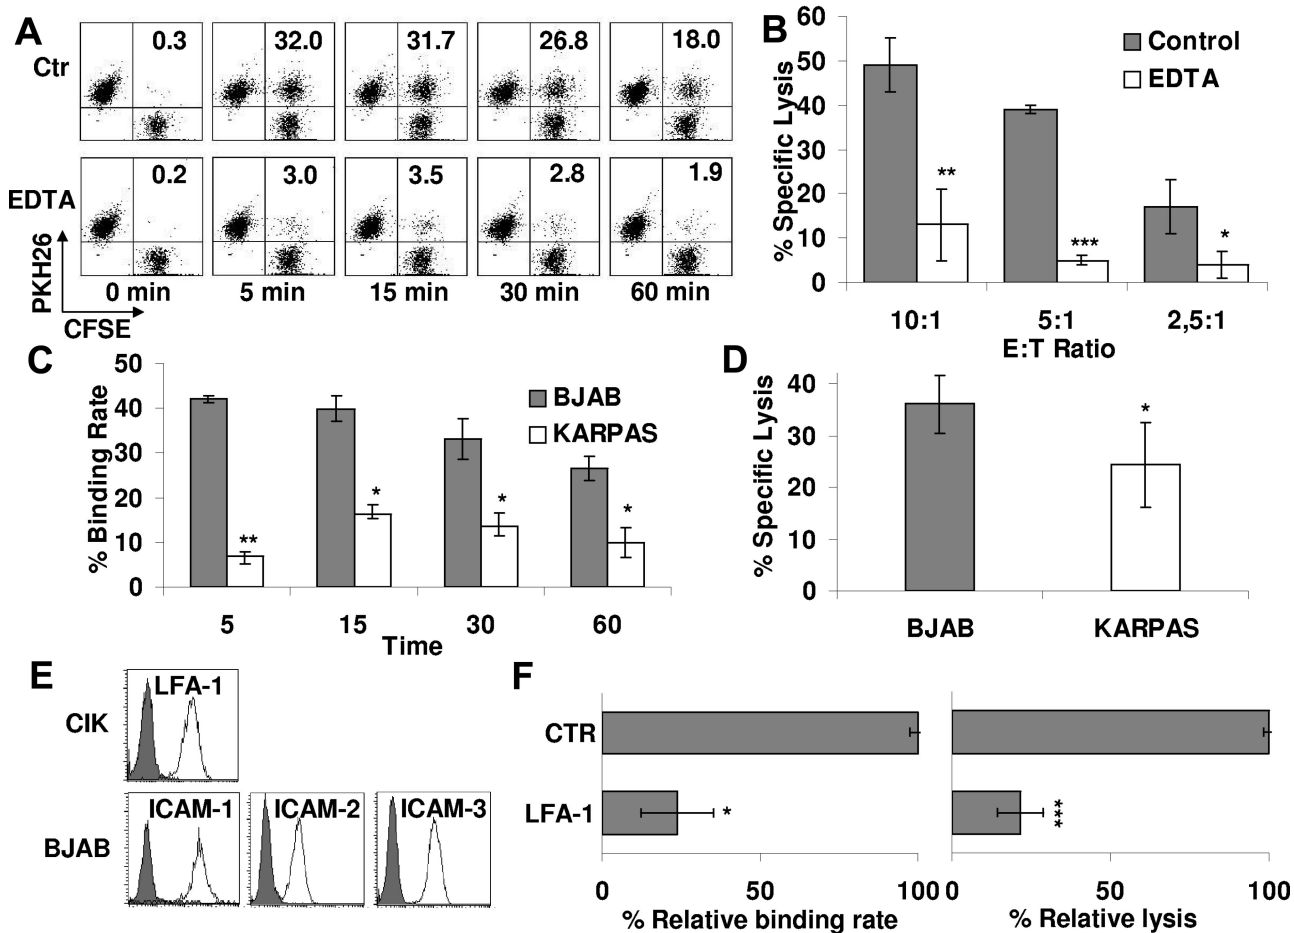 A
Ctr
0.3
32.0
31.7
26.8
18.0
EDTA
0.2
3.0
3.5
2.8
1.9
PKH26
0 min
5 min
15 min
30 min
60 min
CFSE
B
% Specific Lysis
60
50
40
30
20
10
0
Control
EDTA
**
***
*
10:1
5:1
2,5:1
E:T Ratio
C
% Binding Rate
50
40
30
20
10
0
BJAB
KARPAS
**
*
*
*
5
15
30
60
Time
D
% Specific Lysis
40
30
20
10
0
*
BJAB
KARPAS
E
CIK
LFA-1
BJAB
ICAM-1
ICAM-2
ICAM-3
F
CTR
LFA-1
*
***
0
50
100
% Relative binding rate
0
50
100
% Relative lysis